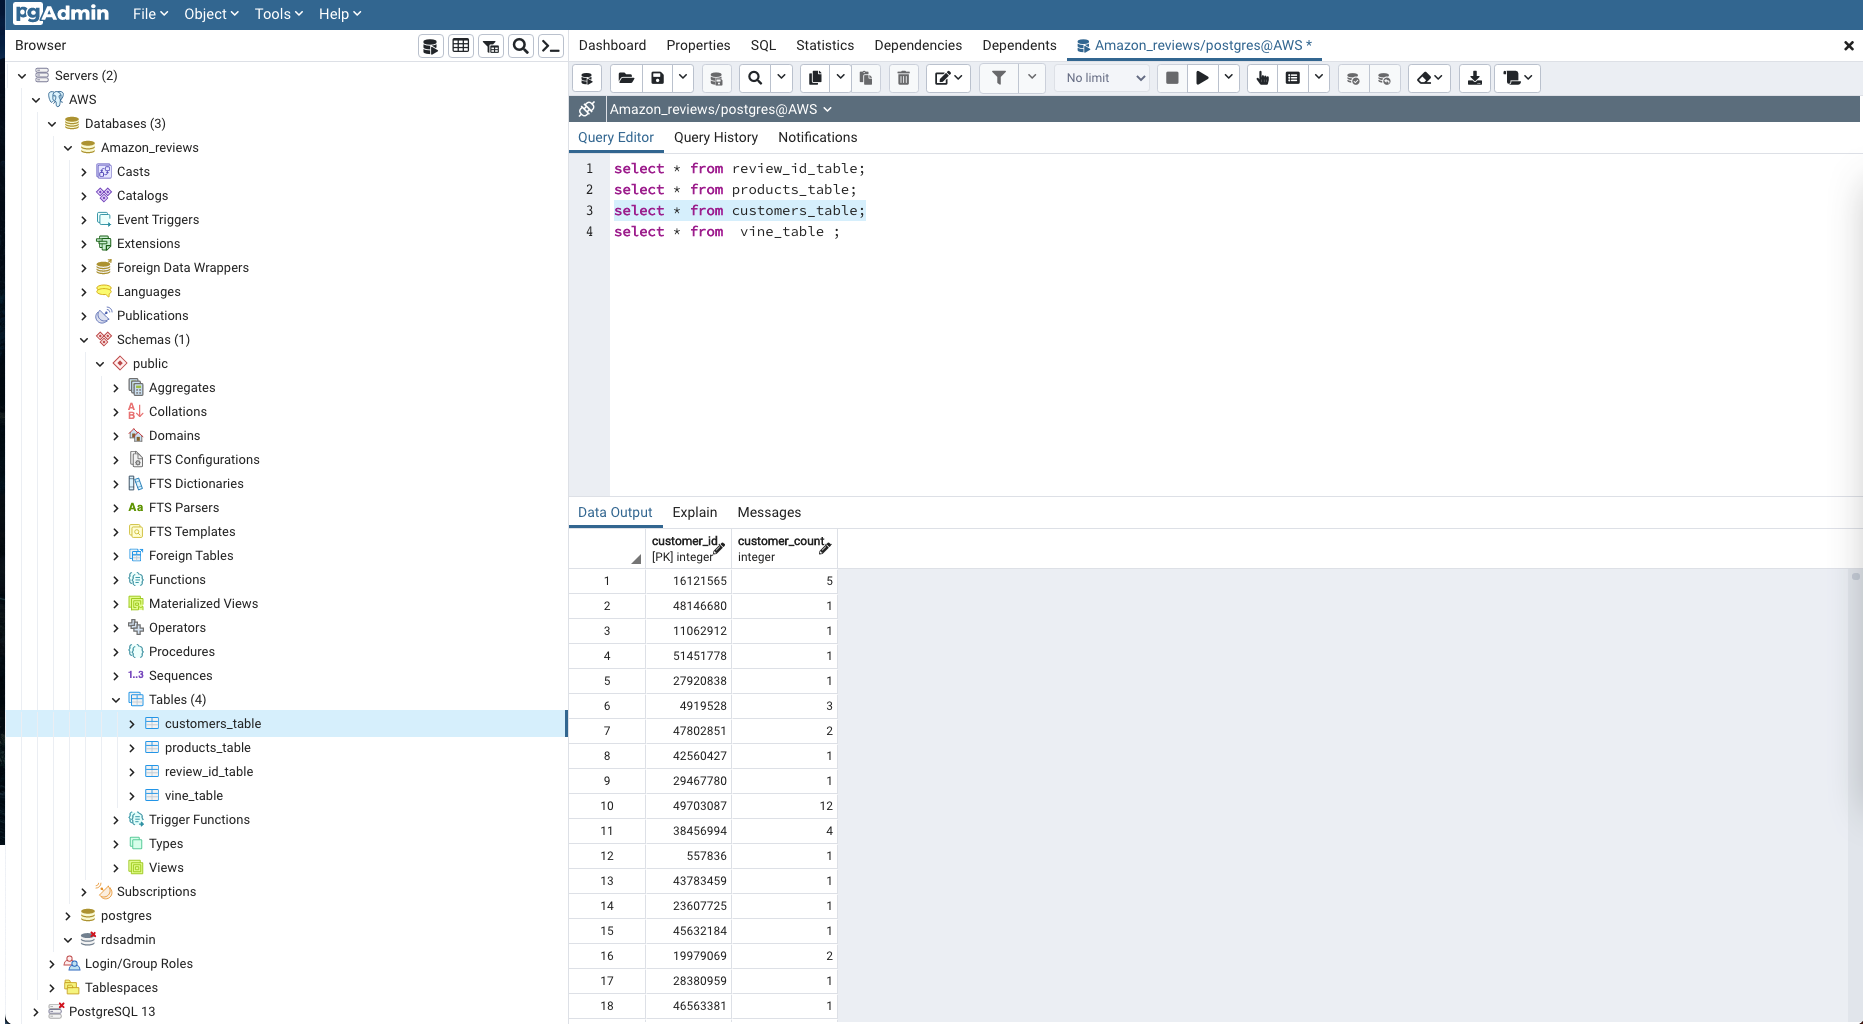 pgAdmin File Object Tools Help
Browser
Dashboard Properties SQL Statistics Dependencies Dependents Amazon_reviews/postgres@AWS *
No limit
Amazon_reviews/postgres@AWS
Query Editor Query History Notifications
1 select * from review_id_table;
2 select * from products_table;
3 select * from customers_table;
4 select * from  vine_table ;
Servers (2)
AWS
Databases (3)
Amazon_reviews
Casts
Catalogs
Event Triggers
Extensions
Foreign Data Wrappers
Languages
Publications
Schemas (1)
public
Aggregates
Collations
Domains
FTS Configurations
FTS Dictionaries
Aa FTS Parsers
FTS Templates
Foreign Tables
Functions
Materialized Views
Operators
Procedures
1..3 Sequences
Tables (4)
customers_table
products_table
review_id_table
vine_table
Trigger Functions
Types
Views
Subscriptions
postgres
rdsadmin
Login/Group Roles
Tablespaces
PostgreSQL 13
Data Output Explain Messages
customer_id customer_count
[PK] integer integer
1 16121565 5
2 48146680 1
3 11062912 1
4 51451778 1
5 27920838 1
6 4919528 3
7 47802851 2
8 42560427 1
9 29467780 1
10 49703087 12
11 38456994 4
12 557836 1
13 43783459 1
14 23607725 1
15 45632184 1
16 19979069 2
17 28380959 1
18 46563381 1